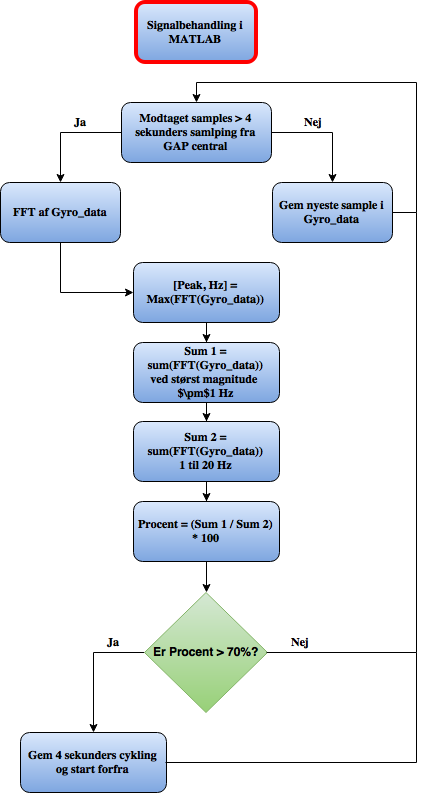 Signalbehandling i
MATLAB
Modtaget samples > 4
sekunders samlping fra
GAP central
Ja
Nej
FFT af Gyro_data
Gem nyeste sample i
Gyro_data
[Peak, Hz] =
Max(FFT(Gyro_data))
Sum 1 =
sum(FFT(Gyro_data))
ved størst magnitude
$\pm$1 Hz
Sum 2 =
sum(FFT(Gyro_data))
1 til 20 Hz
Procent = (Sum 1 / Sum 2)
* 100
Er Procent > 70%?
Ja
Nej
Gem 4 sekunders cykling
og start forfra